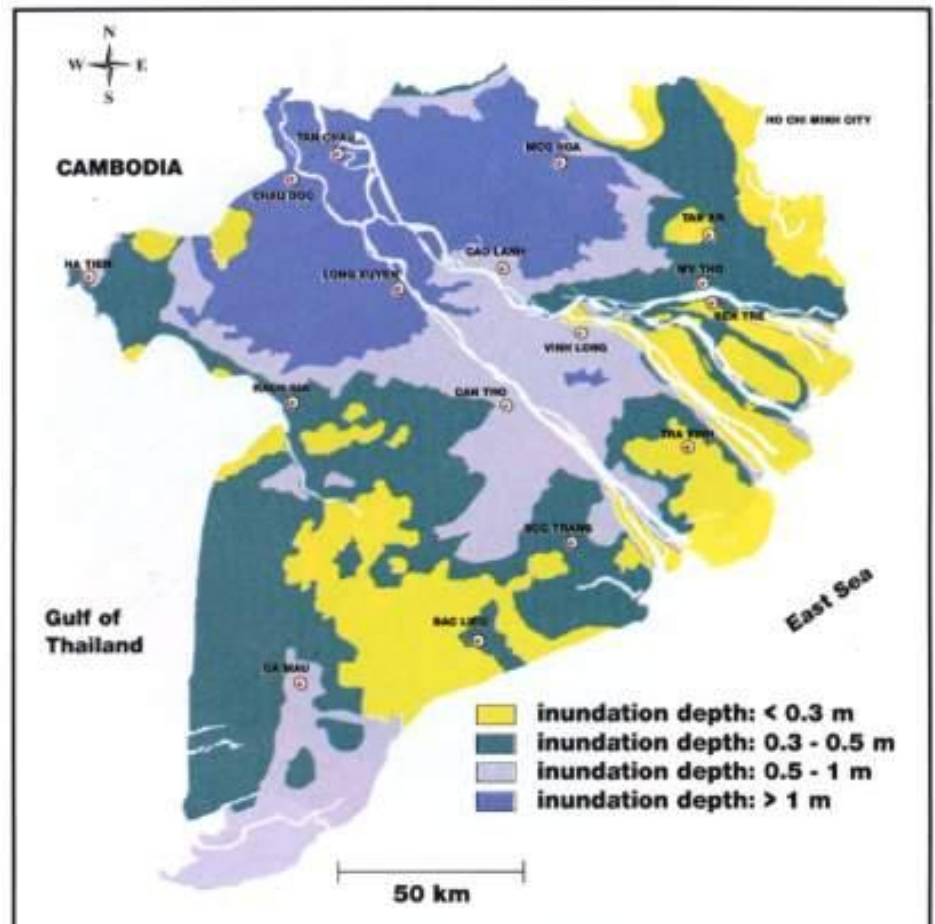 N
W E
S
HO CHI MINH CITY
TAN CHAU
MOC HOA
CAMBODIA
CHAU DOC
TAN AN
CAO LANH
HA TIEN
LONG XUYEN
MY THO
BEN TRE
VINH LONG
RACH GIA
CAN THO
TRA VINH
SOC TRANG
East Sea
Gulf of
Thailand
BAC LIEU
CA MAU
inundation depth: < 0.3 m
inundation depth: 0.3 - 0.5 m
inundation depth: 0.5 - 1 m
inundation depth: > 1 m
50 km